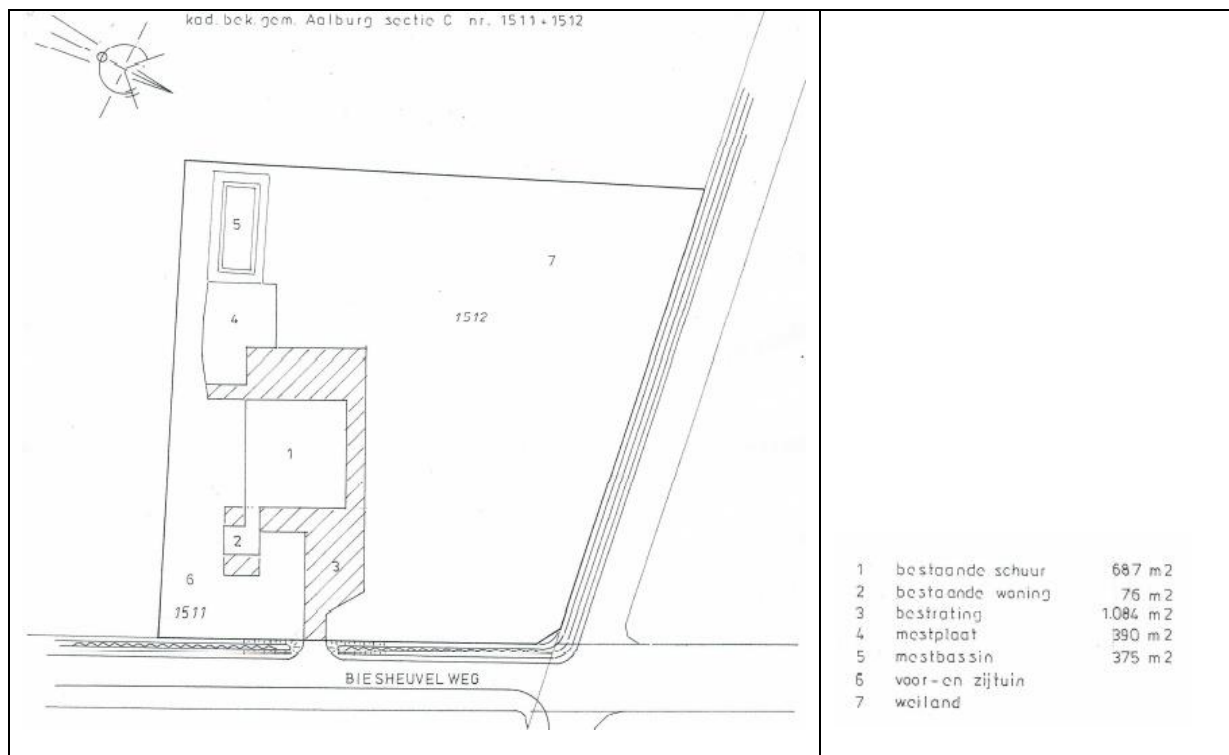 kad. bek. gem. Aalburg sectie C nr. 1511 + 1512
5
7
4
1512
1
2
3
6
1511
BIESHEUVELWEG
1 bestaande schuur 687 m2
2 bestaande woning 76 m2
3 bestrating 1.084 m2
4 mestplaat 390 m2
5 mestbassin 375 m2
6 voor-en zijtuin
7 weiland